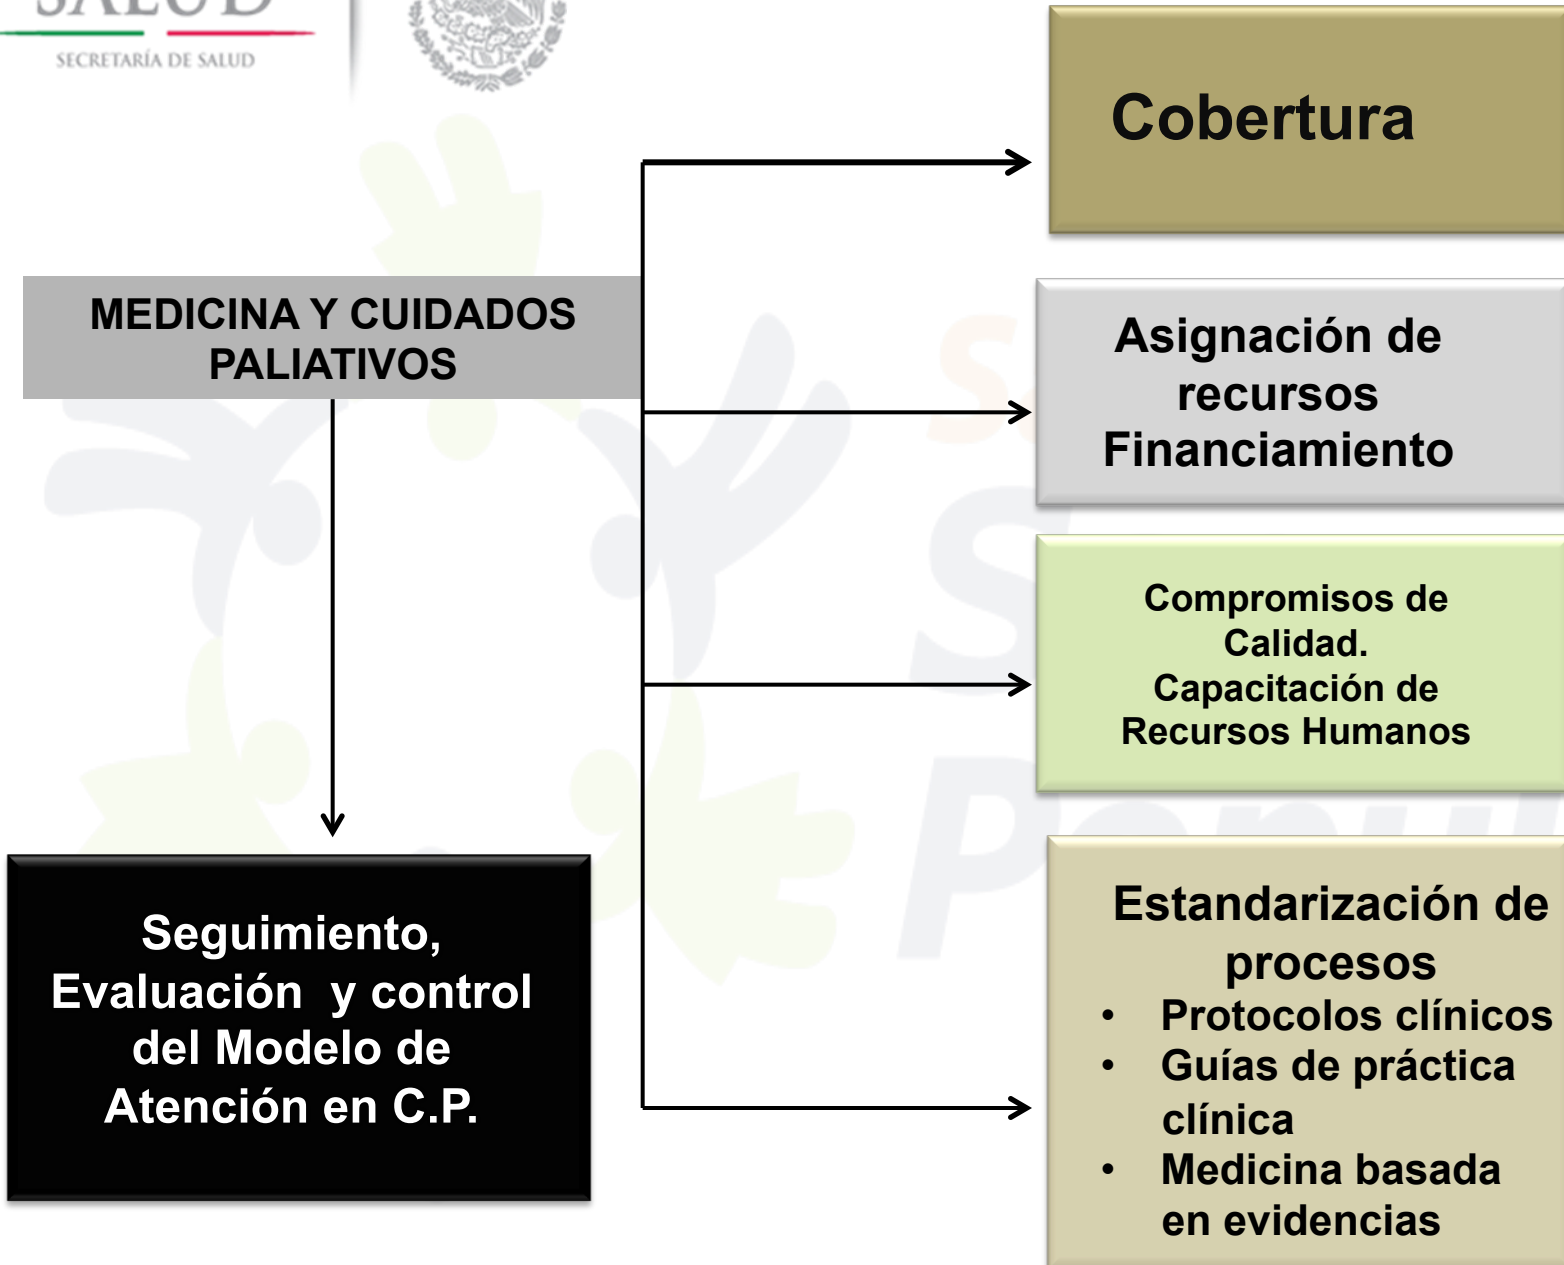 SALUD
SECRETARÍA DE SALUD
Cobertura
MEDICINA Y CUIDADOS
PALIATIVOS
Asignación de
recursos
Financiamiento
Compromisos de
Calidad.
Capacitación de
Recursos Humanos
Seguimiento,
Evaluación y control
del Modelo de
Atención en C.P.
Estandarización de
procesos
• Protocolos clínicos
• Guías de práctica
clínica
• Medicina basada
en evidencias